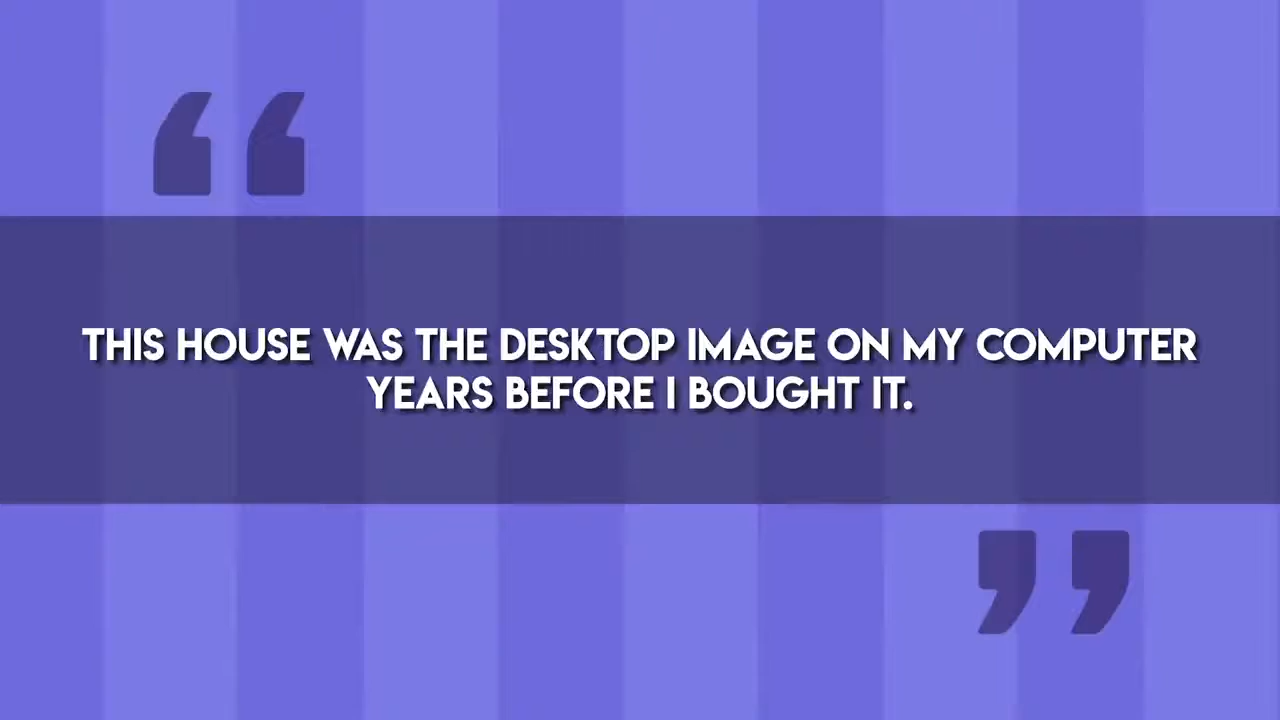 “
THIS HOUSE WAS THE DESKTOP IMAGE ON MY COMPUTER
YEARS BEFORE I BOUGHT IT.
”